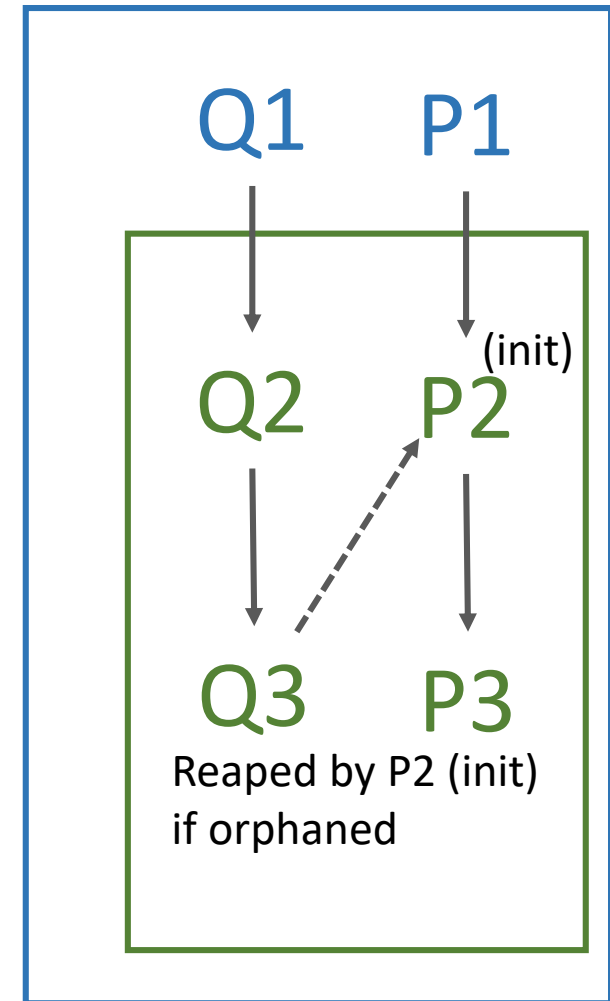 Q1 P1
(init)
Q2 P2
Q3 P3
Reaped by P2 (init)
if orphaned